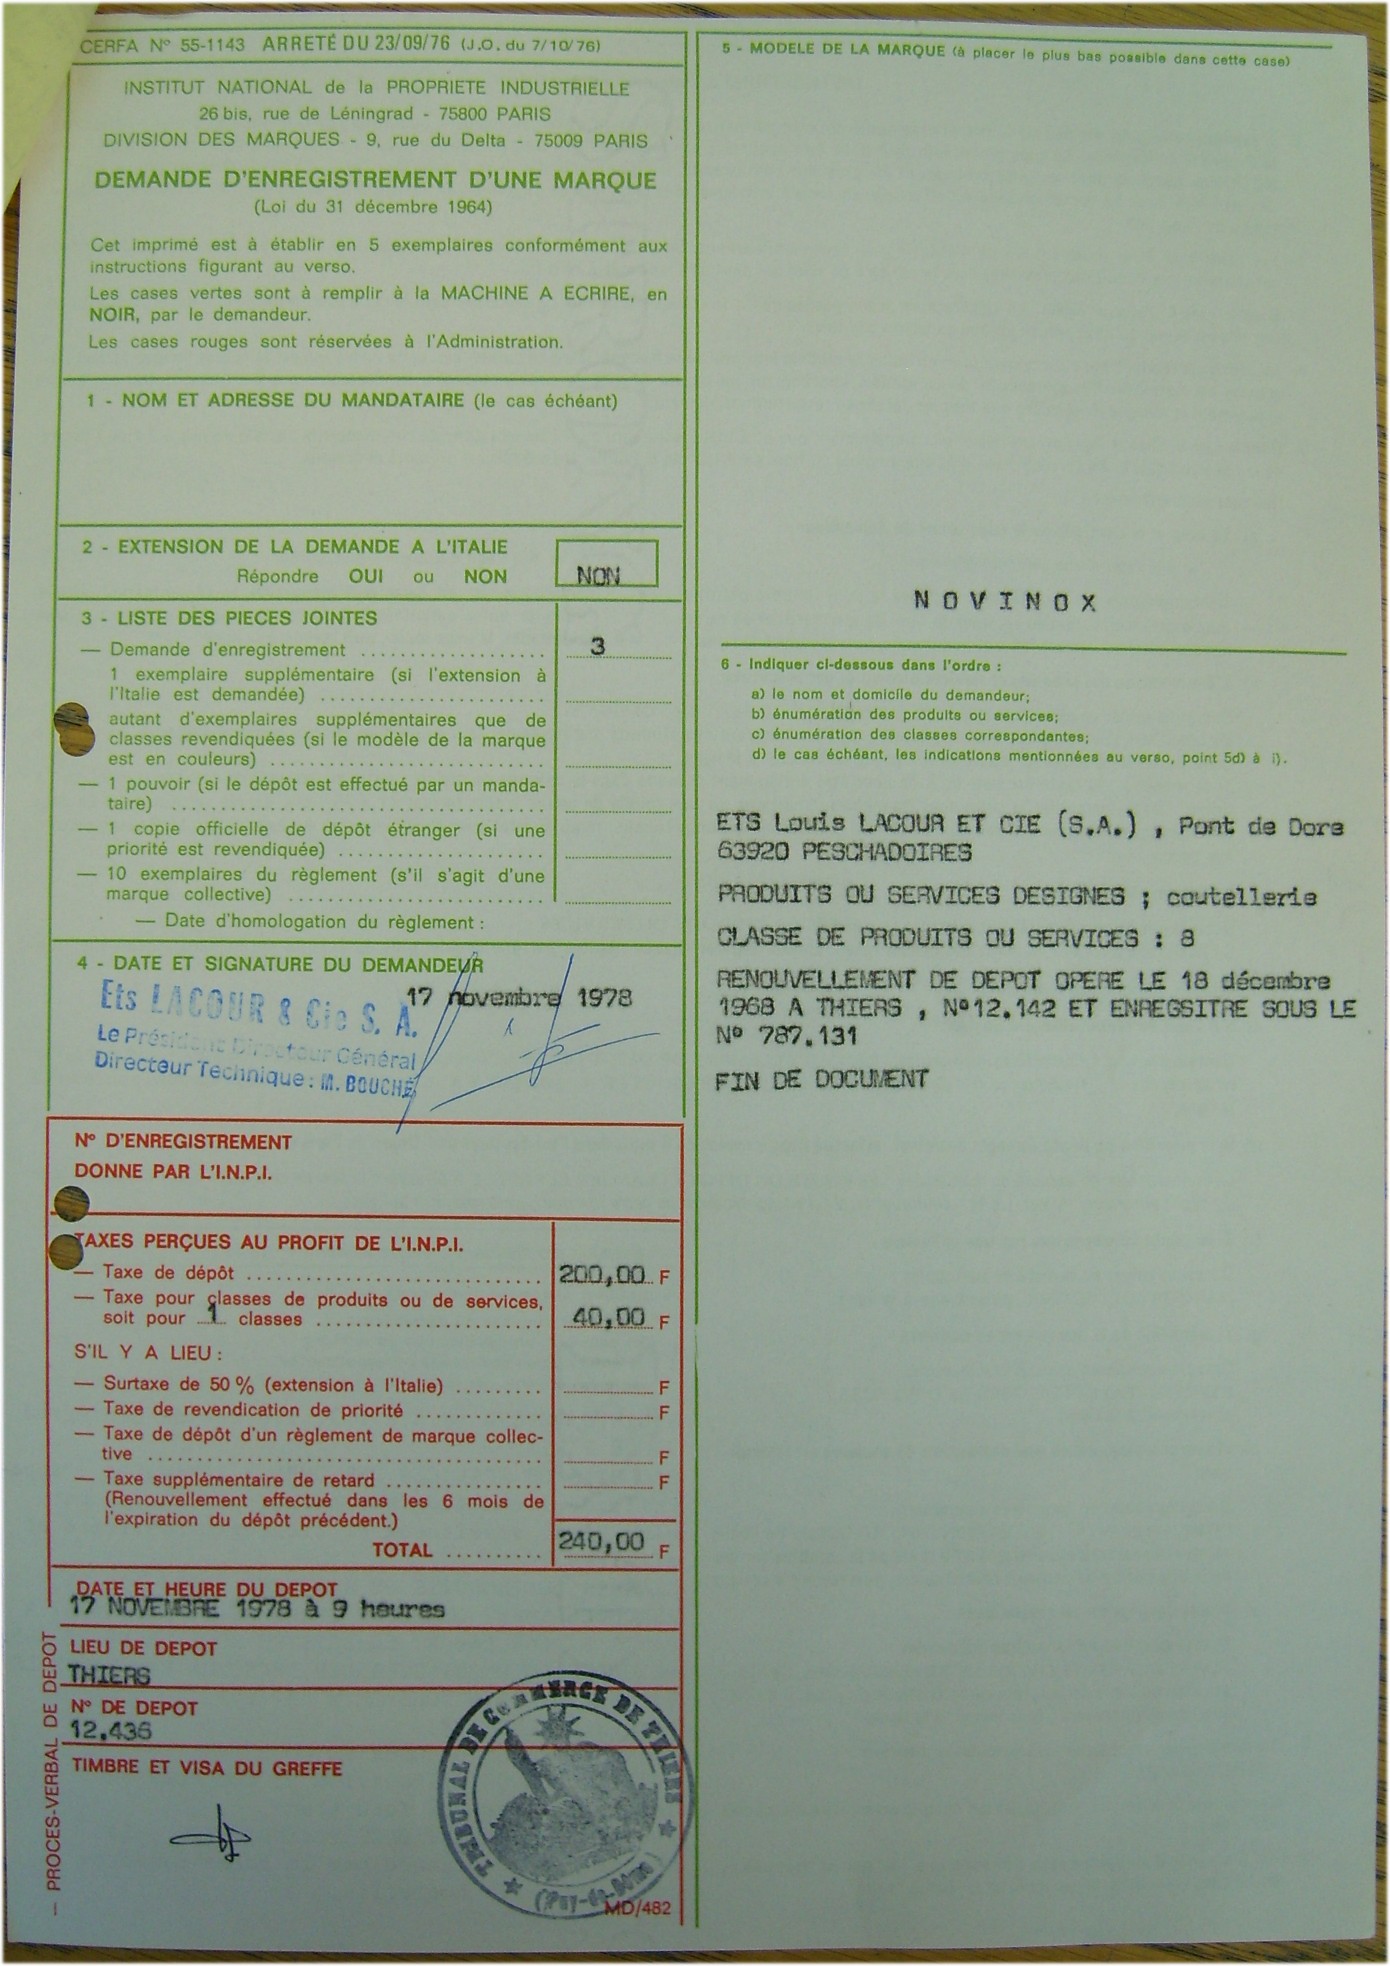 CERFA N° 55-1143 ARRETÉ DU 23/09/76 (J.O. du 7/10/76)
INSTITUT NATIONAL de la PROPRIETE INDUSTRIELLE
26 bis, rue de Léningrad - 75800 PARIS
DIVISION DES MARQUES - 9, rue du Delta - 75009 PARIS
DEMANDE D'ENREGISTREMENT D'UNE MARQUE
(Loi du 31 décembre 1964)
Cet imprimé est à établir en 5 exemplaires conformément aux
instructions figurant au verso.
Les cases vertes sont à remplir à la MACHINE A ECRIRE, en
NOIR, par le demandeur.
Les cases rouges sont réservées à l'Administration.
1 - NOM ET ADRESSE DU MANDATAIRE (le cas échéant)
2 - EXTENSION DE LA DEMANDE A L'ITALIE
Répondre OUI ou NON NON
3 - LISTE DES PIECES JOINTES
— Demande d'enregistrement .................. 3
1 exemplaire supplémentaire (si l'extension à
l'Italie est demandée) ......................
autant d'exemplaires supplémentaires que de
classes revendiquées (si le modèle de la marque
est en couleurs) ...........................
— 1 pouvoir (si le dépôt est effectué par un manda-
taire) .....................................
— 1 copie officielle de dépôt étranger (si une
priorité est revendiquée) ....................
— 10 exemplaires du règlement (s'il s'agit d'une
marque collective) .........................
— Date d'homologation du règlement :
4 - DATE ET SIGNATURE DU DEMANDEUR
17 novembre 1978
Ets LACOUR & Cie S. A.
Le Président Directeur Général
Directeur Technique : M. BOUCHÉ
N° D'ENREGISTREMENT
DONNE PAR L'I.N.P.I.
TAXES PERÇUES AU PROFIT DE L'I.N.P.I.
— Taxe de dépôt ............................. 200,00 F
— Taxe pour classes de produits ou de services,
soit pour 1 classes ....................... 40,00 F
S'IL Y A LIEU :
— Surtaxe de 50 % (extension à l'Italie) ......... F
— Taxe de revendication de priorité ............. F
— Taxe de dépôt d'un règlement de marque collec-
tive ....................................... F
— Taxe supplémentaire de retard ................ F
(Renouvellement effectué dans les 6 mois de
l'expiration du dépôt précédent.)
TOTAL .......... 240,00 F
DATE ET HEURE DU DEPOT
17 NOVEMBRE 1978 à 9 heures
LIEU DE DEPOT
THIERS
N° DE DEPOT
12.436
TIMBRE ET VISA DU GREFFE
— PROCES-VERBAL DE DEPOT
TRIBUNAL DE COMMERCE DE THIERS
(Puy-de-Dôme)
MD/482
5 - MODELE DE LA MARQUE (à placer le plus bas possible dans cette case)
N O V I N O X
6 - Indiquer ci-dessous dans l'ordre :
a) le nom et domicile du demandeur;
b) énumération des produits ou services;
c) énumération des classes correspondantes;
d) le cas échéant, les indications mentionnées au verso, point 5d) à i).
ETS Louis LACOUR ET CIE (S.A.) , Pont de Dore
63920 PESCHADOIRES
PRODUITS OU SERVICES DESIGNES ; coutellerie
CLASSE DE PRODUITS OU SERVICES : 8
RENOUVELLEMENT DE DEPOT OPERE LE 18 décembre
1968 A THIERS , N°12.142 ET ENREGSITRE SOUS LE
N° 787.131
FIN DE DOCUMENT